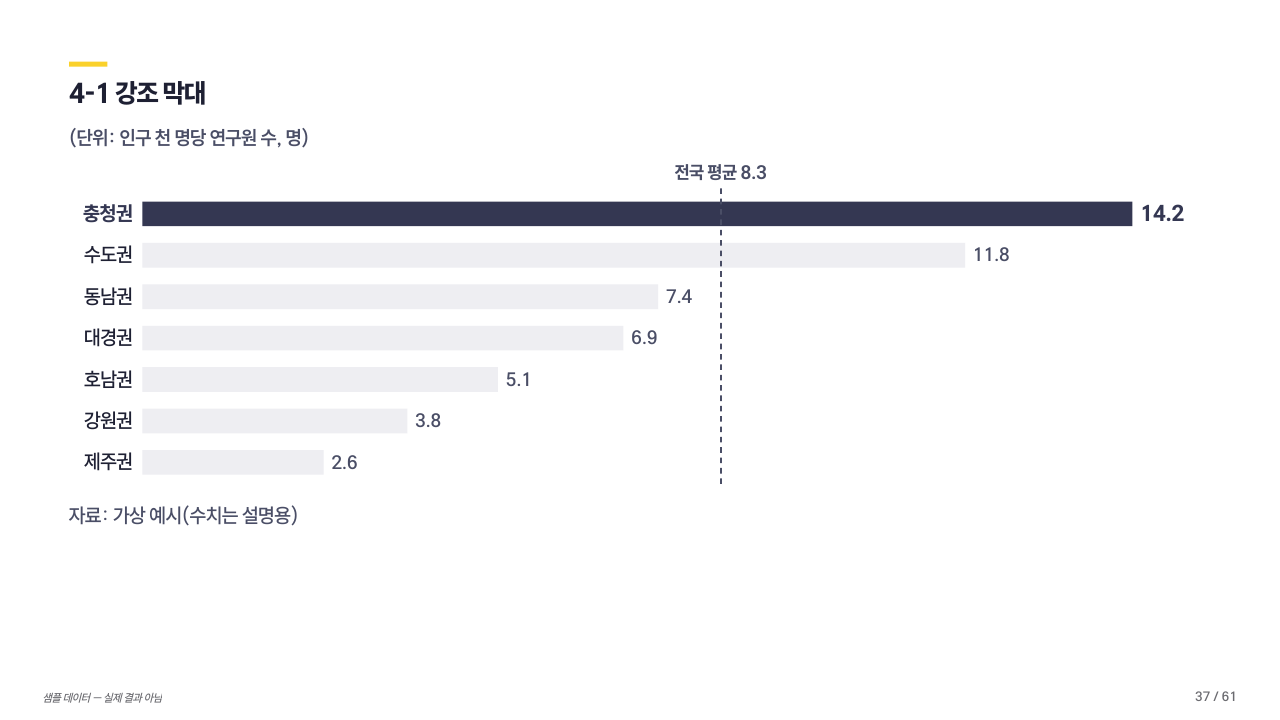 4-1 강조 막대
(단위: 인구 천 명당 연구원 수, 명)
전국 평균 8.3
충청권 14.2
수도권 11.8
동남권 7.4
대경권 6.9
호남권 5.1
강원권 3.8
제주권 2.6
자료: 가상 예시(수치는 설명용)
샘플 데이터 – 실제 결과 아님
37 / 61